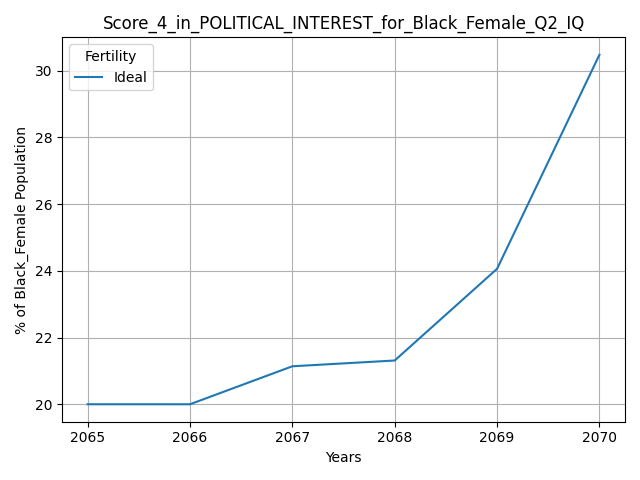 Score_4_in_POLITICAL_INTEREST_for_Black_Female_Q2_IQ
Fertility
Ideal
% of Black_Female Population
30
28
26
24
22
20
2065 2066 2067 2068 2069 2070
Years